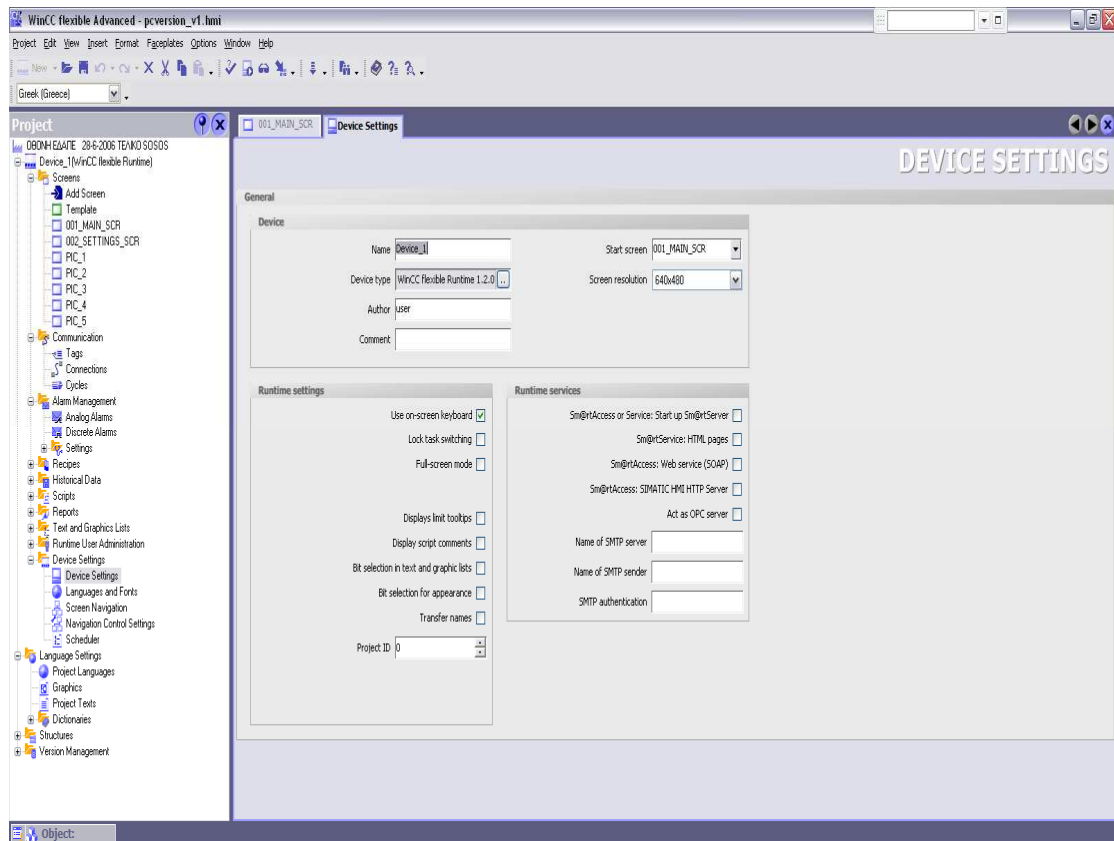 WinCC flexible Advanced - pcversion_v1.hmi
Project Edit View Insert Format Faceplates Options Window Help
New
Greek (Greece)
Project
001_MAIN_SCR
Device Settings
ΟΘΟΝΗ ΕΔΑΠΕ 28-6-2006 ΤΕΛΙΚΟ SOSOS
Device_1(WinCC flexible Runtime)
Screens
Add Screen
Template
001_MAIN_SCR
002_SETTINGS_SCR
PIC_1
PIC_2
PIC_3
PIC_4
PIC_5
Communication
Tags
Connections
Cycles
Alarm Management
Analog Alarms
Discrete Alarms
Settings
Recipes
Historical Data
Scripts
Reports
Text and Graphics Lists
Runtime User Administration
Device Settings
Device Settings
Languages and Fonts
Screen Navigation
Navigation Control Settings
Scheduler
Language Settings
Project Languages
Graphics
Project Texts
Dictionaries
Structures
Version Management
DEVICE SETTINGS
General
Device
Name Device_1
Start screen 001_MAIN_SCR
Device type WinCC flexible Runtime 1.2.0 ..
Screen resolution 640x480
Author user
Comment
Runtime settings
Use on-screen keyboard
Lock task switching
Full-screen mode
Displays limit tooltips
Display script comments
Bit selection in text and graphic lists
Bit selection for appearance
Transfer names
Project ID 0
Runtime services
Sm@rtAccess or Service: Start up Sm@rtServer
Sm@rtService: HTML pages
Sm@rtAccess: Web service (SOAP)
Sm@rtAccess: SIMATIC HMI HTTP Server
Act as OPC server
Name of SMTP server
Name of SMTP sender
SMTP authentication
Object: